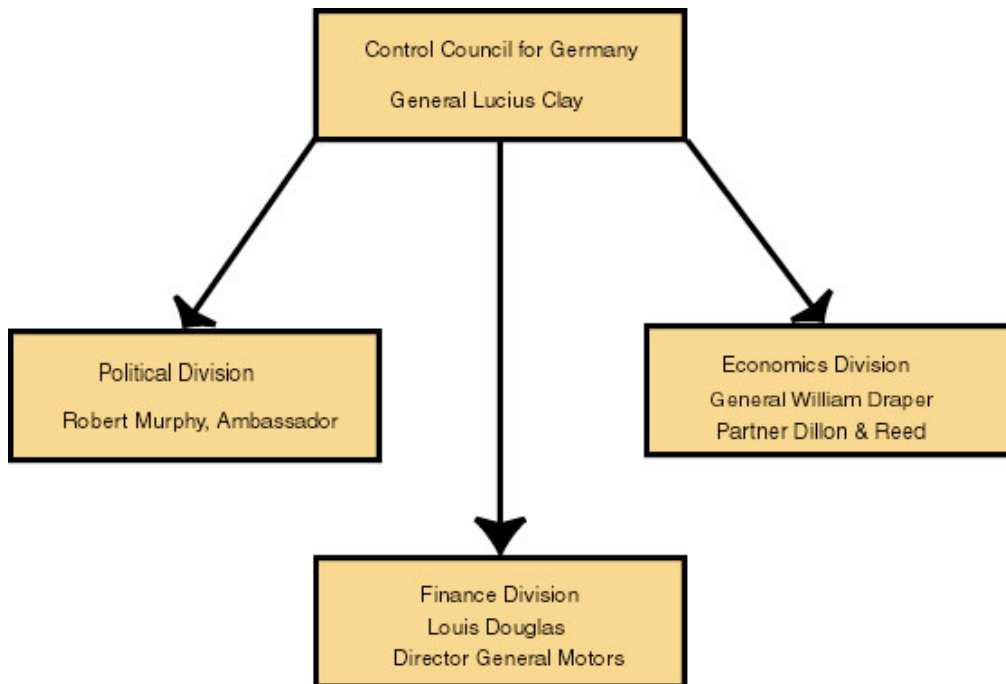 Control Council for Germany
General Lucius Clay
Political Division
Robert Murphy, Ambassador
Economics Division
General William Draper
Partner Dillon & Reed
Finance Division
Louis Douglas
Director General Motors